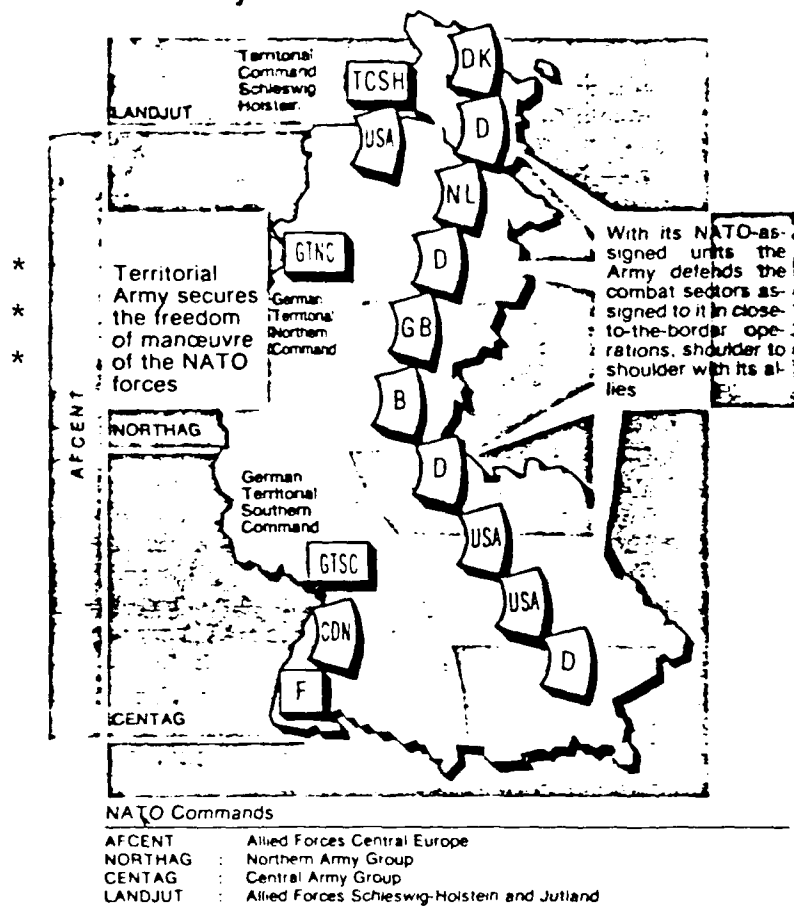 Territorial
Command
Schleswig
Holstein
TCSH
DK
LANDJUT
USA
D
NL
GTNC
D
With its NATO-as-
signed units the
Army defends the
combat sectors as-
signed to it in close-
to-the-border ope-
rations, shoulder to
shoulder with its al-
lies
*
*
*
Territorial
Army secures
the freedom
of manœuvre
of the NATO
forces
German
Territorial
Northern
Command
GB
B
AFCENT
NORTHAG
D
German
Territorial
Southern
Command
USA
GTSC
USA
CDN
D
F
CENTAG
NATO Commands
AFCENT Allied Forces Central Europe
NORTHAG : Northern Army Group
CENTAG : Central Army Group
LANDJUT : Allied Forces Schleswig-Holstein and Jutland